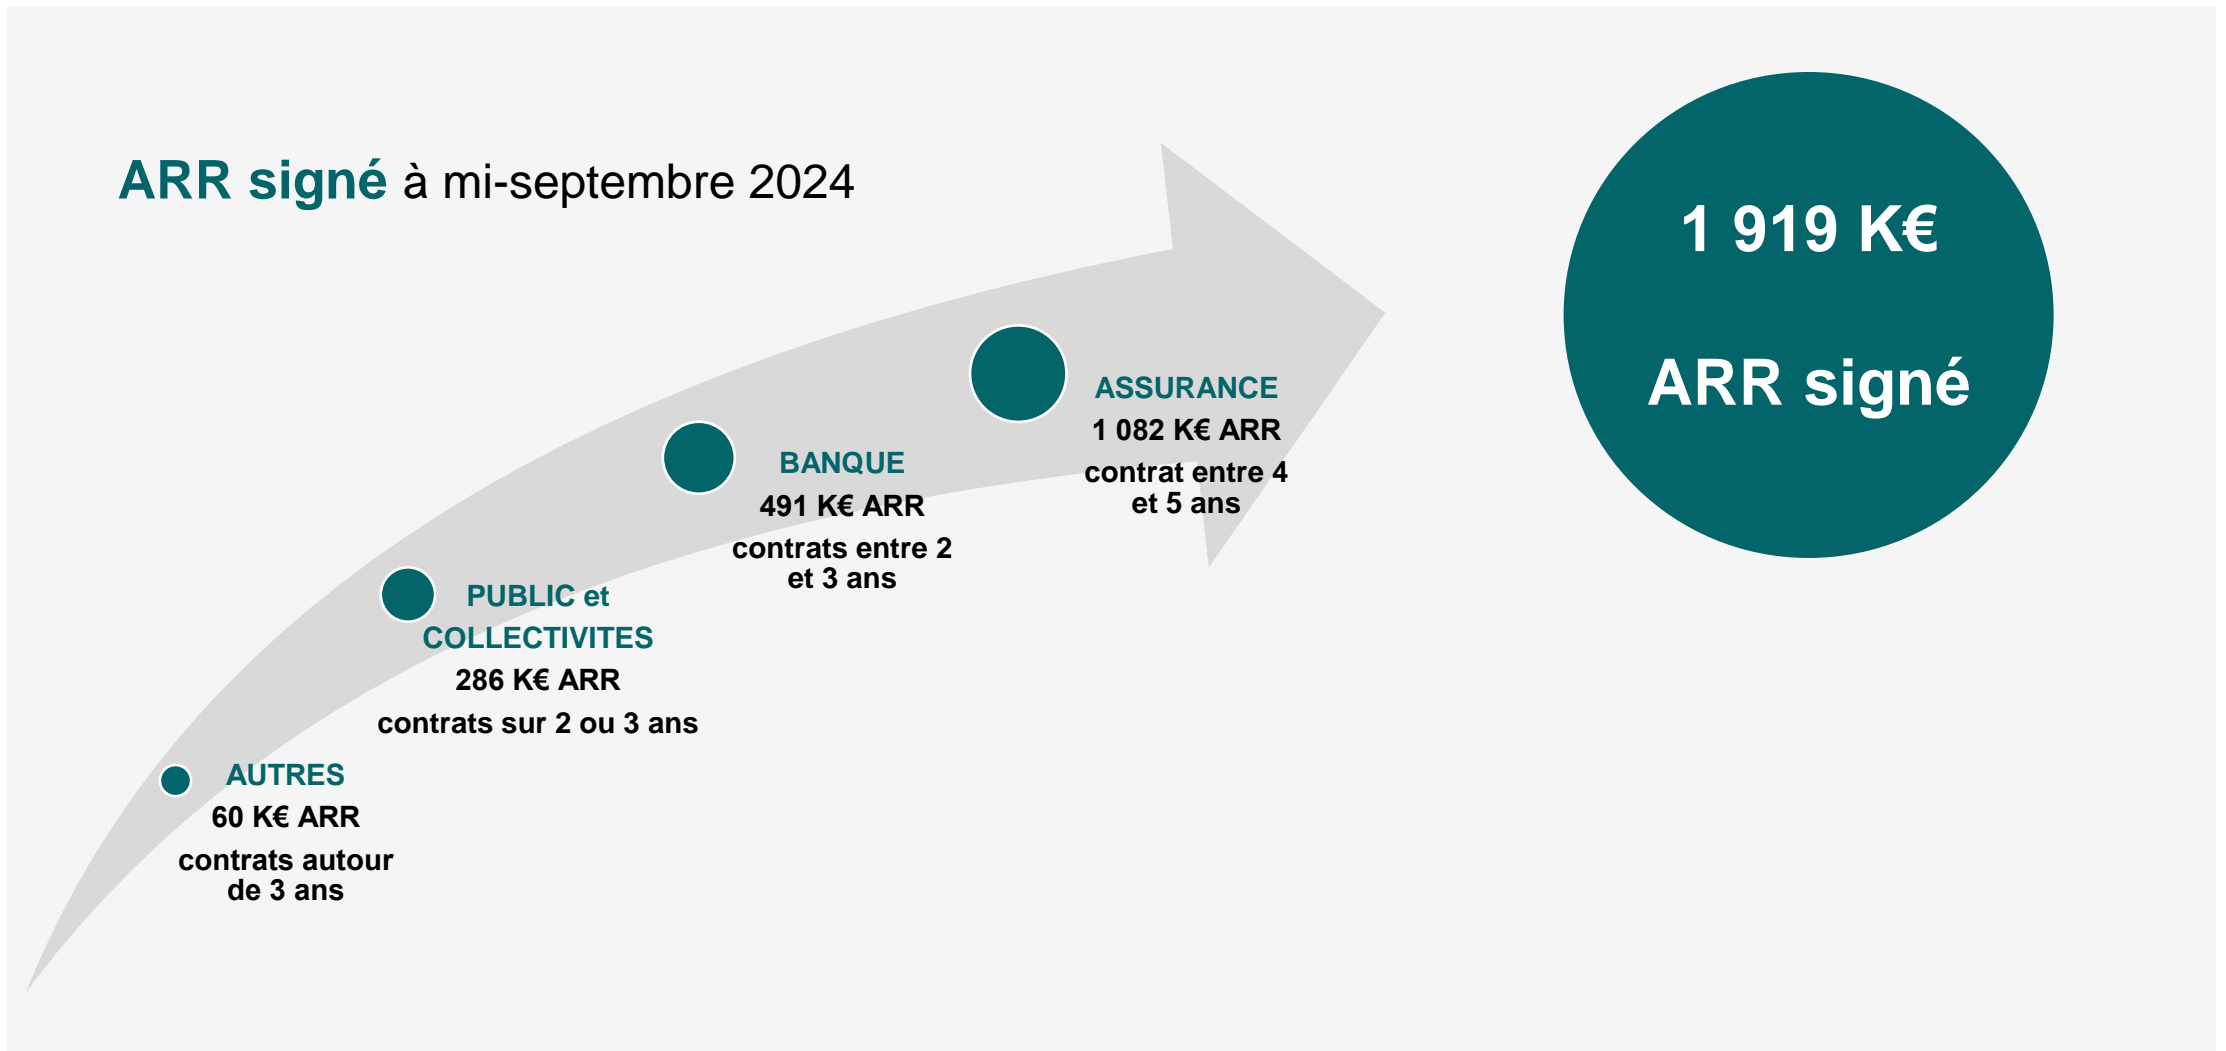 ARR signé à mi-septembre 2024
1 919 K€
ARR signé
ASSURANCE
1 082 K€ ARR
contrat entre 4
et 5 ans
BANQUE
491 K€ ARR
contrats entre 2
et 3 ans
PUBLIC et
COLLECTIVITES
286 K€ ARR
contrats sur 2 ou 3 ans
AUTRES
60 K€ ARR
contrats autour
de 3 ans